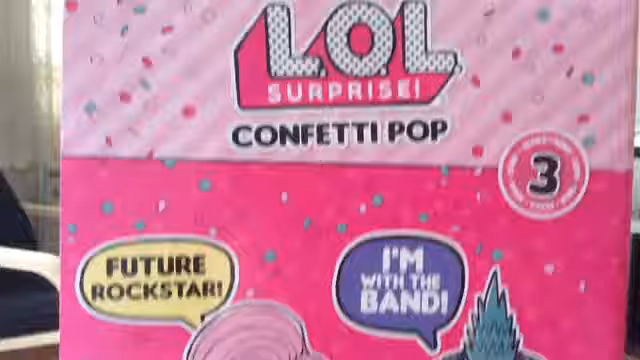 L.O.L.
SURPRISE!
CONFETTI POP
3
FUTURE
ROCKSTAR!
I'M
WITH THE
BAND!